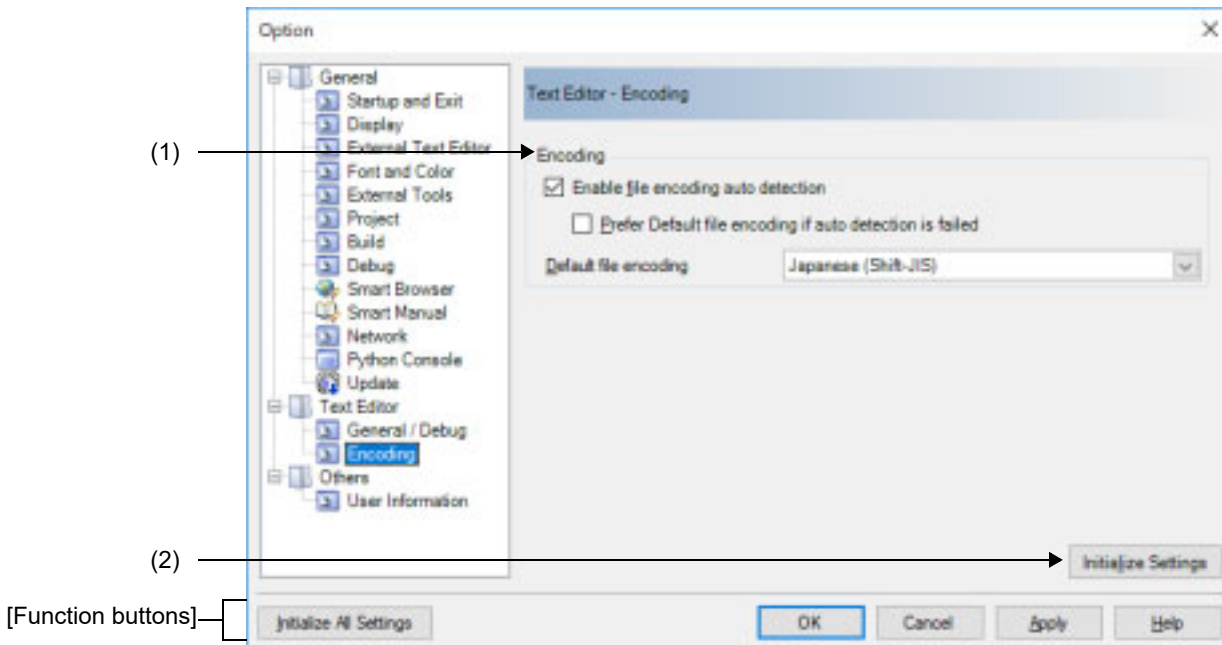 Option
General
Startup and Exit
Display
External Text Editor
Font and Color
External Tools
Project
Build
Debug
Smart Browser
Smart Manual
Network
Python Console
Update
Text Editor
General / Debug
Encoding
Others
User Information
Text Editor - Encoding
(1)
Encoding
Enable file encoding auto detection
Prefer Default file encoding if auto detection is failed
Default file encoding
Japanese (Shift-JIS)
(2)
Initialize Settings
[Function buttons]
Initialize All Settings
OK
Cancel
Apply
Help